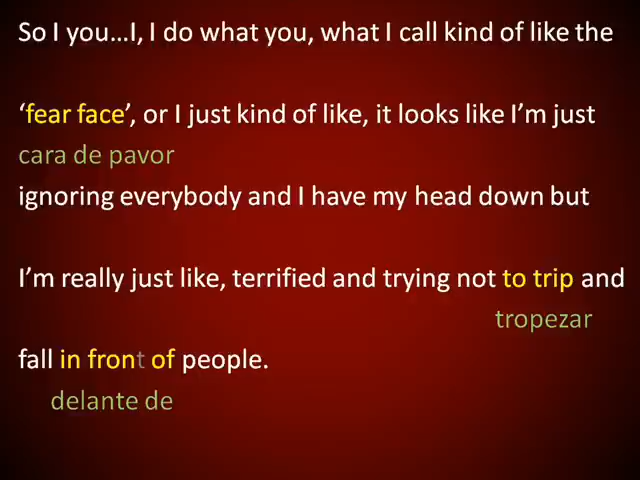 So I you…I, I do what you, what I call kind of like the
‘fear face’, or I just kind of like, it looks like I’m just
cara de pavor
ignoring everybody and I have my head down but
I’m really just like, terrified and trying not to trip and
tropezar
fall in front of people.
delante de